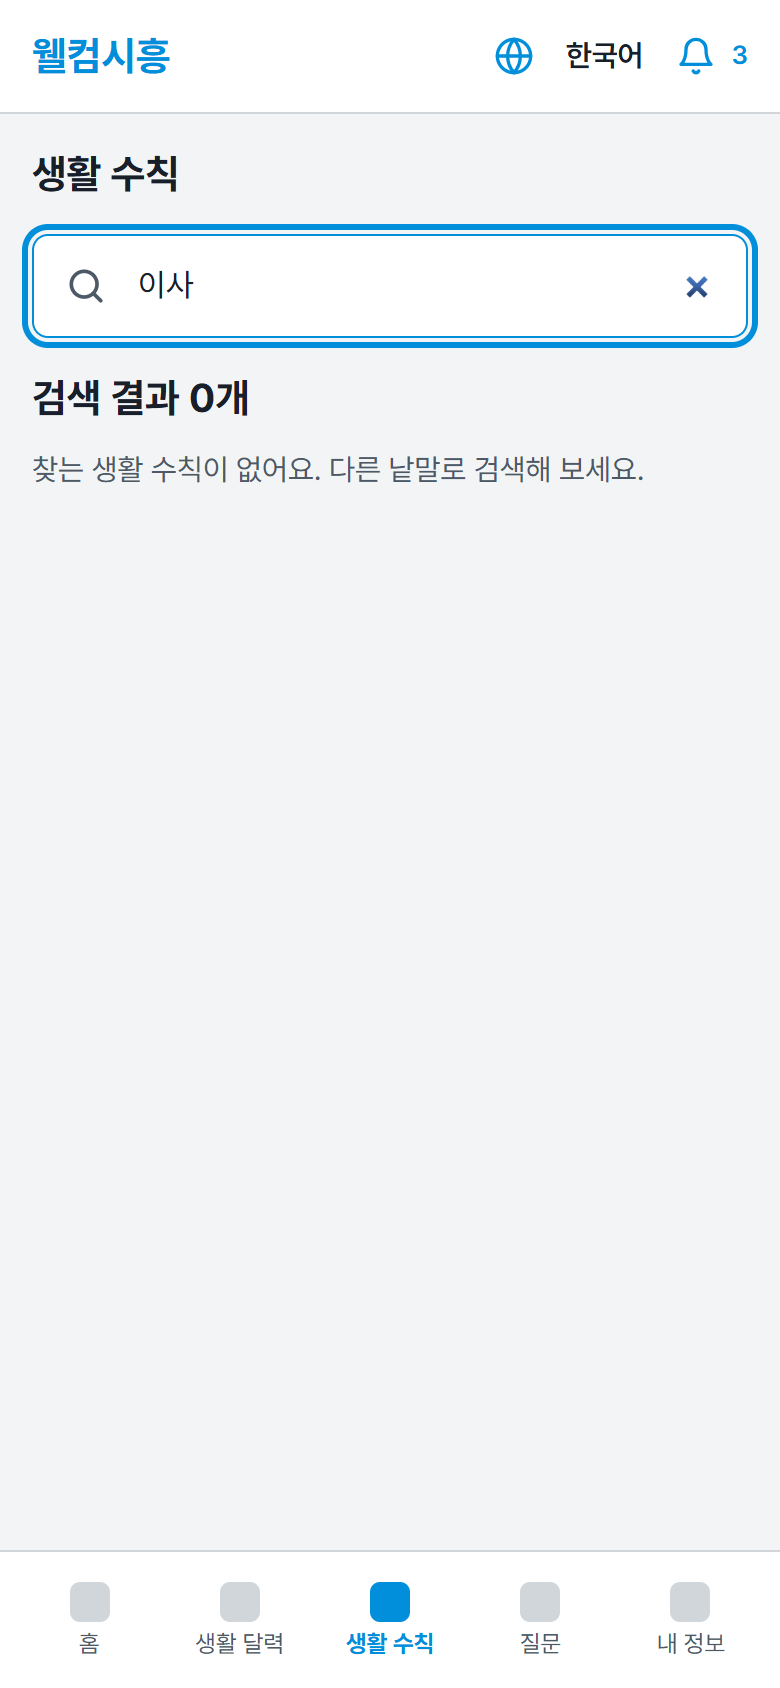 웰컴시흥
한국어
3
생활 수칙
이사
검색 결과 0개
찾는 생활 수칙이 없어요. 다른 낱말로 검색해 보세요.
홈
생활 달력
생활 수칙
질문
내 정보